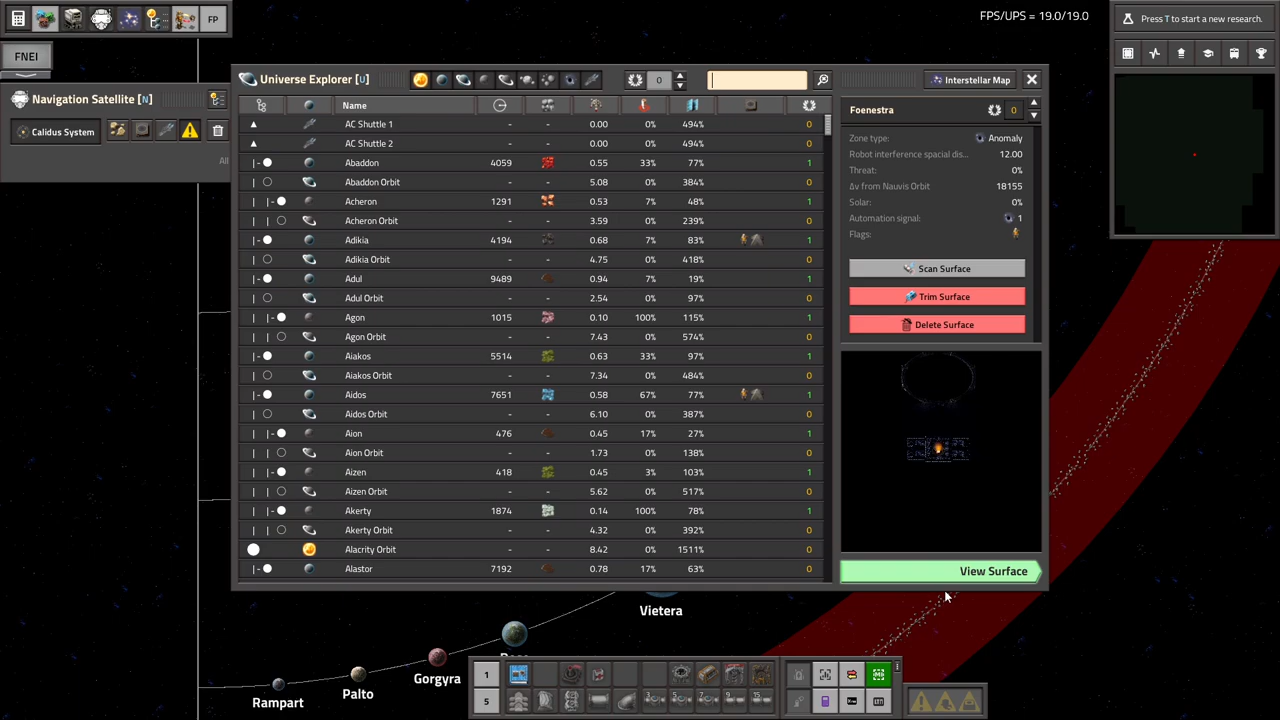 FP
FPS/UPS = 19.0/19.0
Press T to start a new research.
FNEI
Navigation Satellite [N]
Calidus System
All
Universe Explorer [U]
0
Interstellar Map
Name
AC Shuttle 1 - - 0.00 0% 494% 0
AC Shuttle 2 - - 0.00 0% 494% 0
Abaddon 4059 0.55 33% 77% 1
Abaddon Orbit - - 5.08 0% 384% 0
Acheron 1291 0.53 7% 48% 1
Acheron Orbit - - 3.59 0% 239% 0
Adikia 4194 0.68 7% 83% 1
Adikia Orbit - - 4.75 0% 418% 0
Adul 9489 0.94 7% 19% 1
Adul Orbit - - 2.54 0% 97% 0
Agon 1015 0.10 100% 115% 1
Agon Orbit - - 7.43 0% 574% 0
Aiakos 5514 0.63 33% 97% 1
Aiakos Orbit - - 7.34 0% 484% 0
Aidos 7651 0.58 67% 77% 1
Aidos Orbit - - 6.10 0% 387% 0
Aion 476 0.45 17% 27% 1
Aion Orbit - - 1.73 0% 138% 0
Aizen 418 0.45 3% 103% 1
Aizen Orbit - - 5.62 0% 517% 0
Akerty 1874 0.14 100% 78% 1
Akerty Orbit - - 4.32 0% 392% 0
Alacrity Orbit - - 8.42 0% 1511% 0
Alastor 7192 0.78 17% 63% 1
Foenestra 0
Zone type: Anomaly
Robot interference spacial dis... 12.00
Threat: 0%
Δv from Nauvis Orbit 18155
Solar: 0%
Automation signal: 1
Flags:
Scan Surface
Trim Surface
Delete Surface
View Surface
Vietera
Gorgyra
Palto
Rampart
1
5
3
5
7
9
15